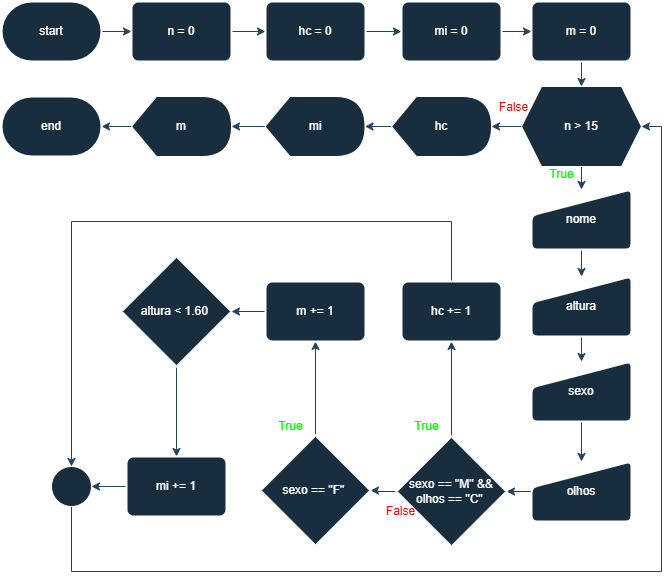 start
n = 0
hc = 0
mi = 0
m = 0
end
m
mi
hc
False
n > 15
True
nome
altura < 1.60
m += 1
hc += 1
altura
sexo
True
True
mi += 1
sexo == "F"
sexo == "M" &&
olhos == "C"
False
olhos